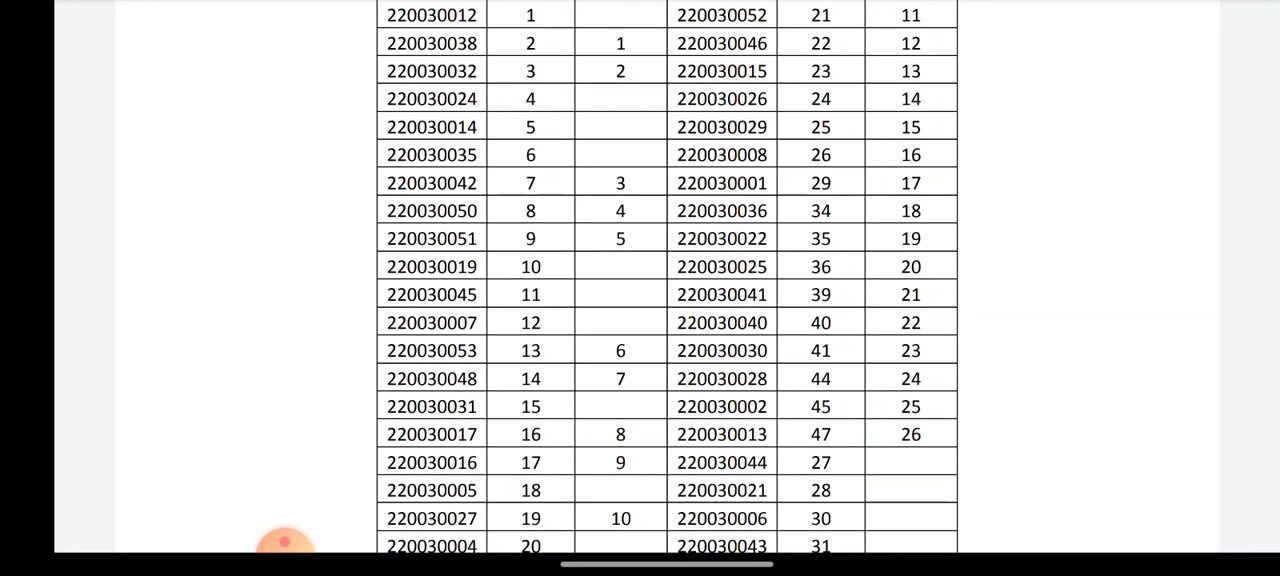 220030012 1 220030052 21 11
220030038 2 1 220030046 22 12
220030032 3 2 220030015 23 13
220030024 4 220030026 24 14
220030014 5 220030029 25 15
220030035 6 220030008 26 16
220030042 7 3 220030001 29 17
220030050 8 4 220030036 34 18
220030051 9 5 220030022 35 19
220030019 10 220030025 36 20
220030045 11 220030041 39 21
220030007 12 220030040 40 22
220030053 13 6 220030030 41 23
220030048 14 7 220030028 44 24
220030031 15 220030002 45 25
220030017 16 8 220030013 47 26
220030016 17 9 220030044 27
220030005 18 220030021 28
220030027 19 10 220030006 30
220030004 20 220030043 31